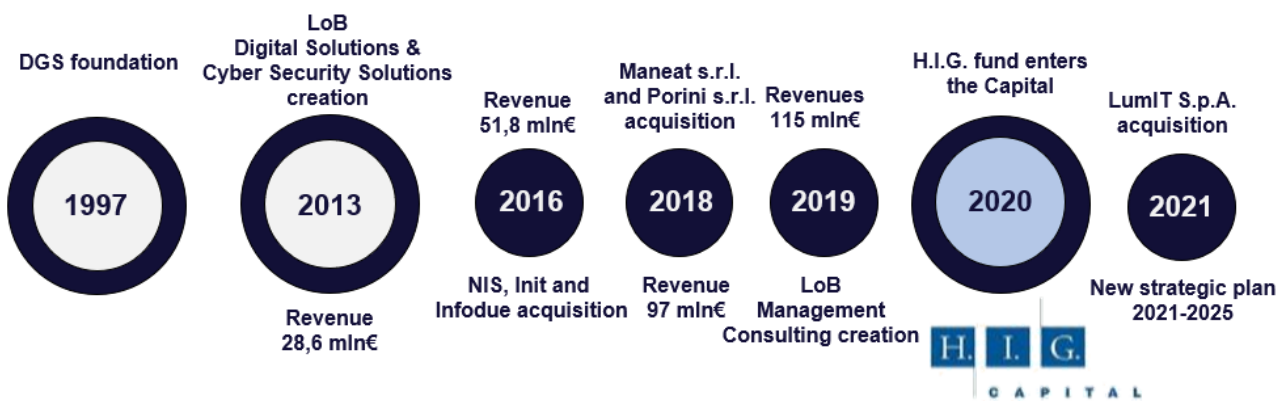 DGS foundation
1997
LoB
Digital Solutions &
Cyber Security Solutions
creation
2013
Revenue
28,6 mln€
Revenue
51,8 mln€
2016
NIS, Init and
Infodue acquisition
Maneat s.r.l.
and Porini s.r.l.
acquisition
2018
Revenue
97 mln€
Revenues
115 mln€
2019
LoB
Management
Consulting creation
H.I.G. fund enters
the Capital
2020
H. I. G.
CAPITAL
LumIT S.p.A.
acquisition
2021
New strategic plan
2021-2025